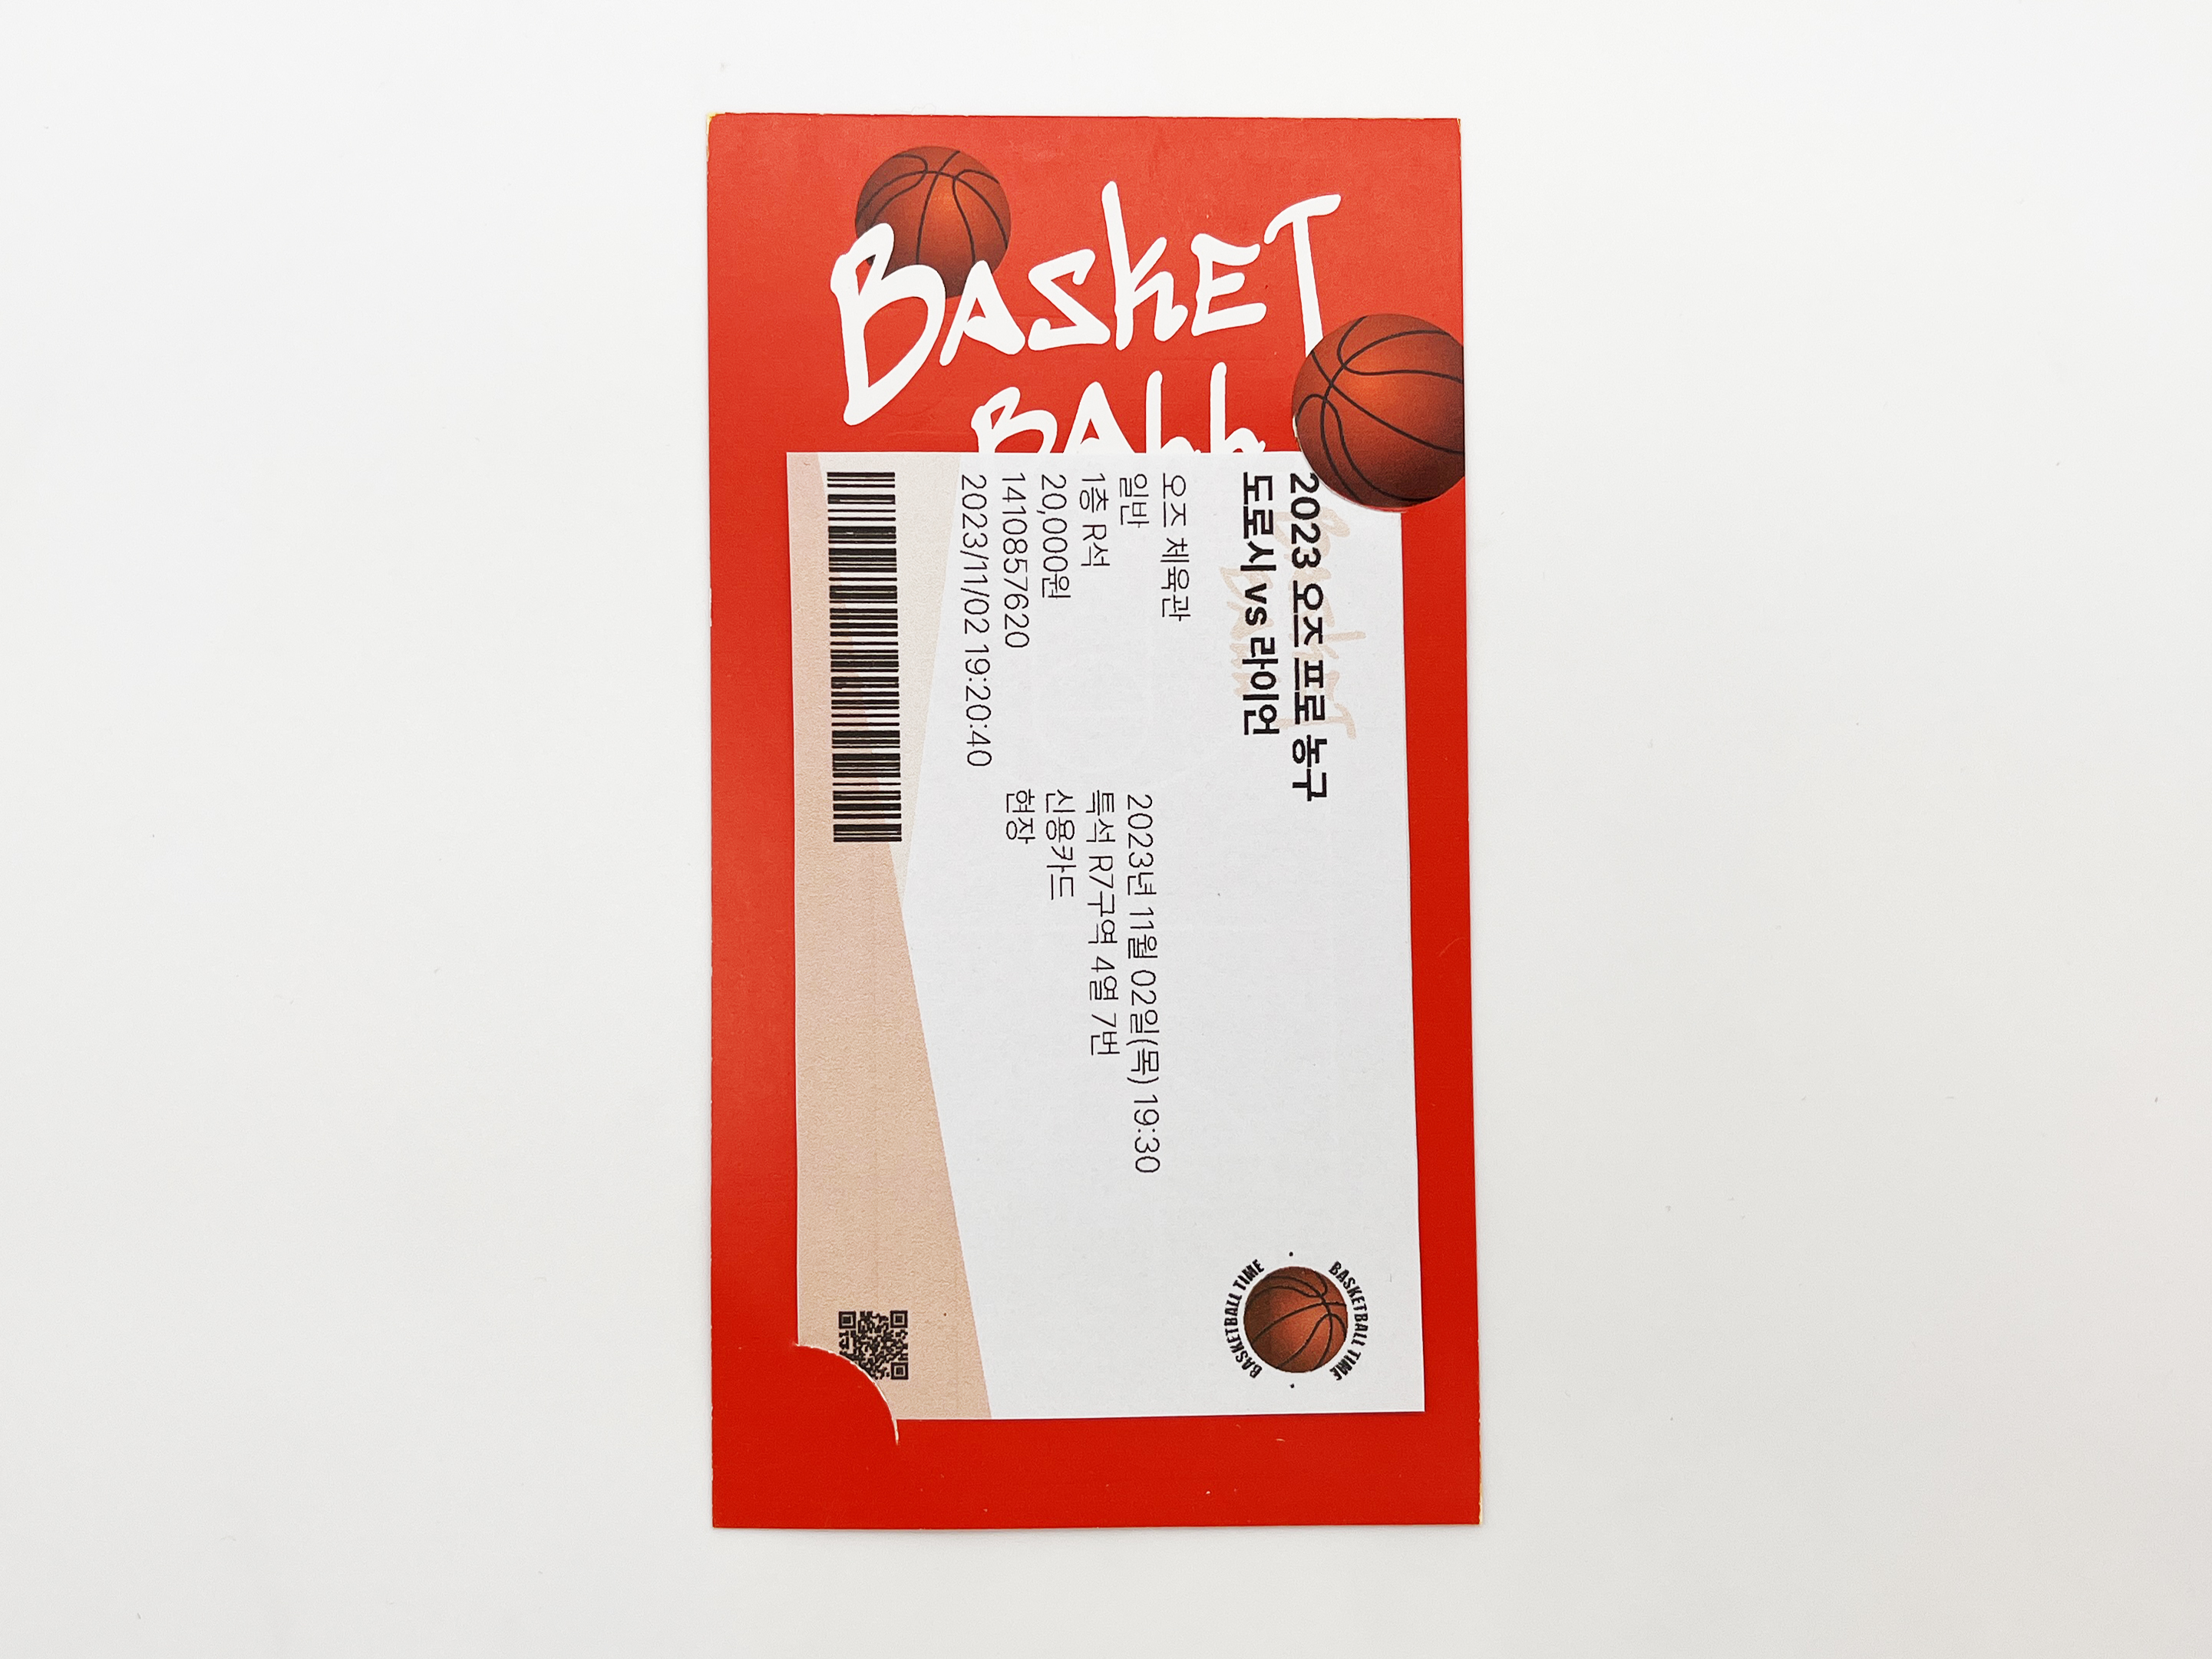 BASKET
BALL
2023 오즈 프로 농구
도로시 vs 라이언
오즈 체육관
일반 2023년 11월 02일(목) 19:30
1층 R석 특석 R7구역 4열 7번
20,000원 신용카드
1410857620 현장
2023/11/02 19:20:40
BASKET
BALL
BASKETBALL TIME
BASKETBALL TIME